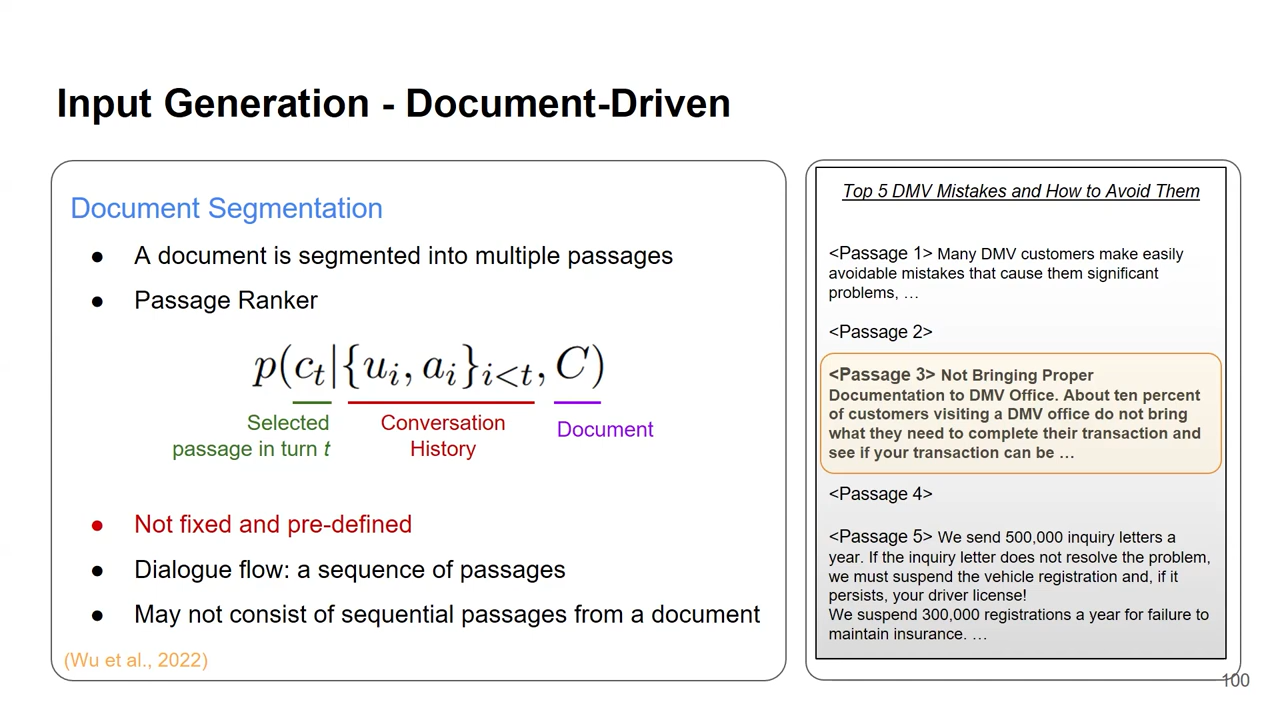 Input Generation - Document-Driven
Document Segmentation
● A document is segmented into multiple passages
● Passage Ranker
p(c_t|{u_i, a_i}_{i<t}, C)
Selected
passage in turn t
Conversation
History
Document
● Not fixed and pre-defined
● Dialogue flow: a sequence of passages
● May not consist of sequential passages from a document
(Wu et al., 2022)
Top 5 DMV Mistakes and How to Avoid Them
<Passage 1> Many DMV customers make easily
avoidable mistakes that cause them significant
problems, …
<Passage 2>
<Passage 3> Not Bringing Proper
Documentation to DMV Office. About ten percent
of customers visiting a DMV office do not bring
what they need to complete their transaction and
see if your transaction can be …
<Passage 4>
<Passage 5> We send 500,000 inquiry letters a
year. If the inquiry letter does not resolve the problem,
we must suspend the vehicle registration and, if it
persists, your driver license!
We suspend 300,000 registrations a year for failure to
maintain insurance. …
100